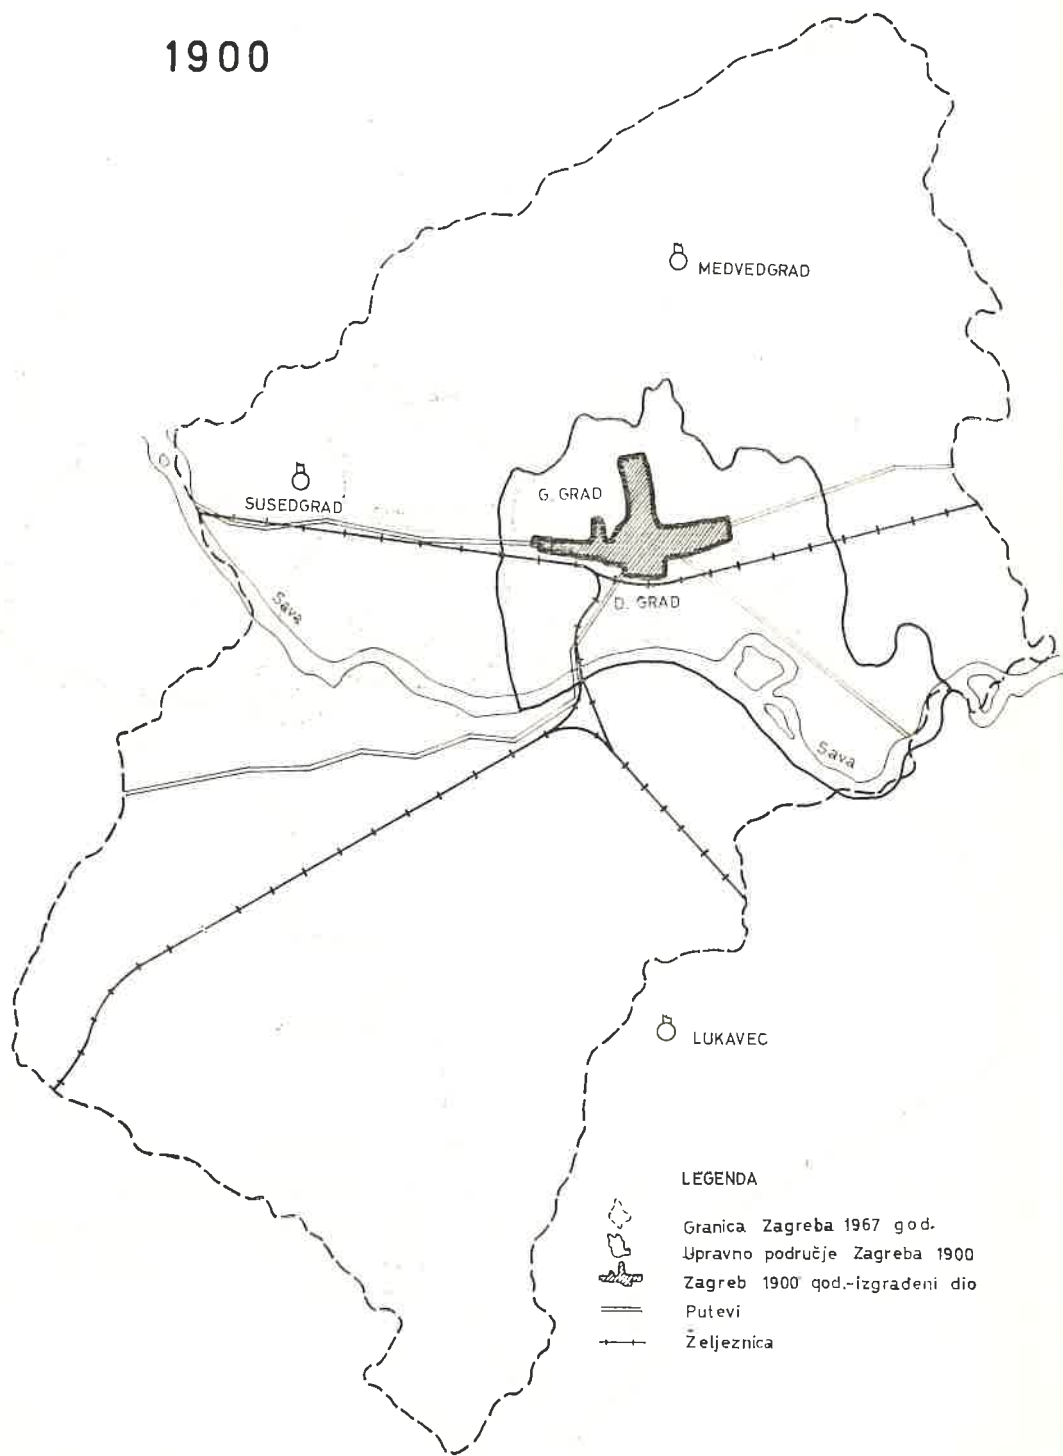 1900
MEDVEDGRAD
SUSEDGRAD
G. GRAD
D. GRAD
Sava
Sava
LUKAVEC
LEGENDA
Granica Zagreba 1967 god.
Upravno područje Zagreba 1900
Zagreb 1900 god.-izgrađeni dio
Putevi
Željeznica